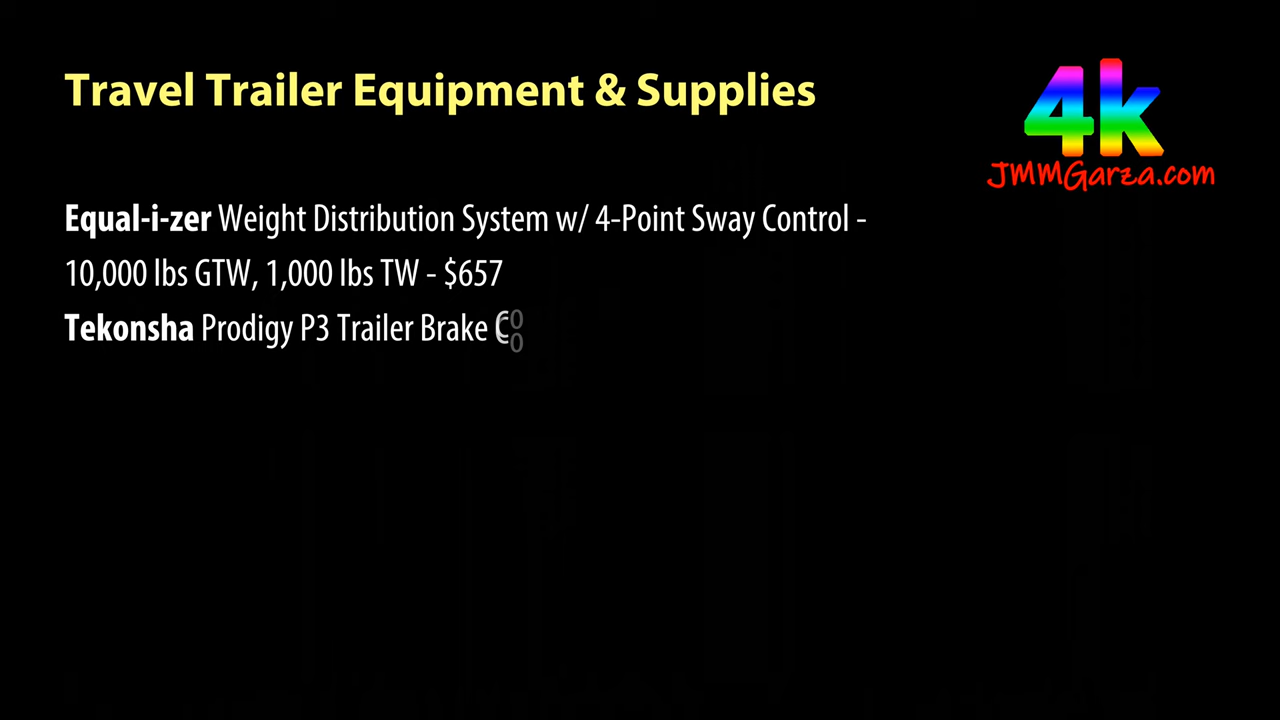 Travel Trailer Equipment & Supplies
4k
JMMGarza.com
Equal-i-zer Weight Distribution System w/ 4-Point Sway Control -
10,000 lbs GTW, 1,000 lbs TW - $657
Tekonsha Prodigy P3 Trailer Brake